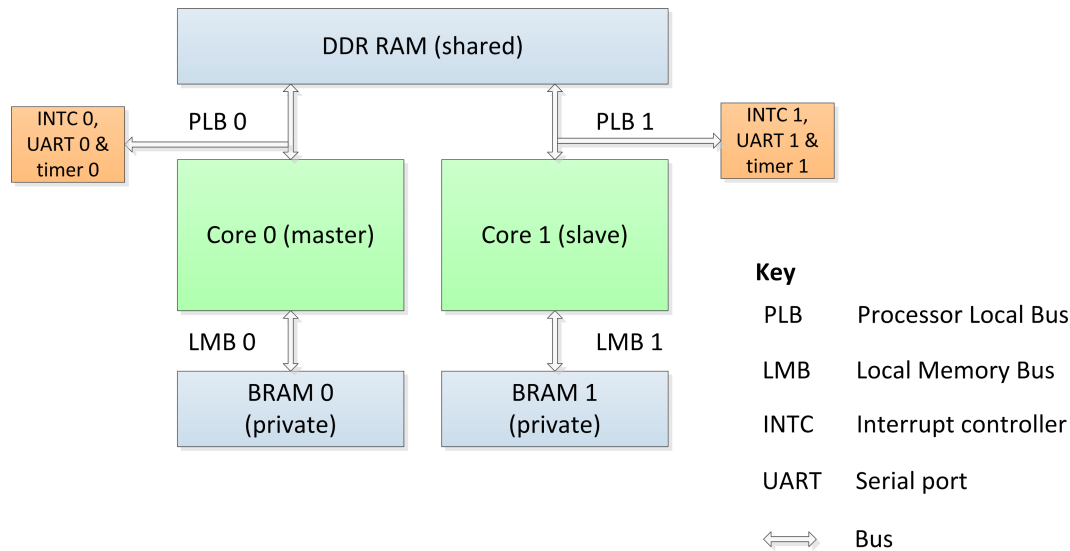 DDR RAM (shared)
INTC 0,
UART 0 &
timer 0
PLB 0
PLB 1
INTC 1,
UART 1 &
timer 1
Core 0 (master)
Core 1 (slave)
LMB 0
LMB 1
BRAM 0
(private)
BRAM 1
(private)
Key
PLB Processor Local Bus
LMB Local Memory Bus
INTC Interrupt controller
UART Serial port
Bus